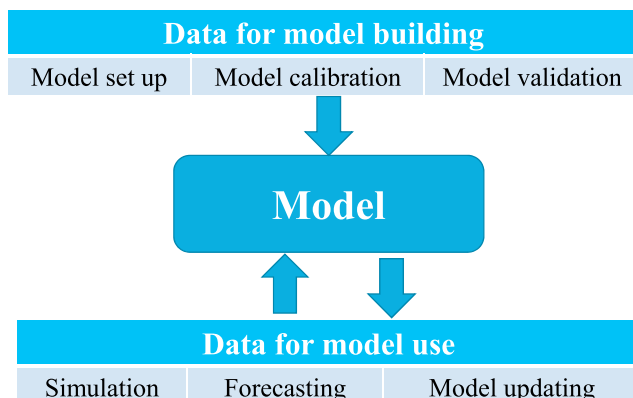 Data for model building
Model set up Model calibration Model validation
Model
Data for model use
Simulation Forecasting Model updating